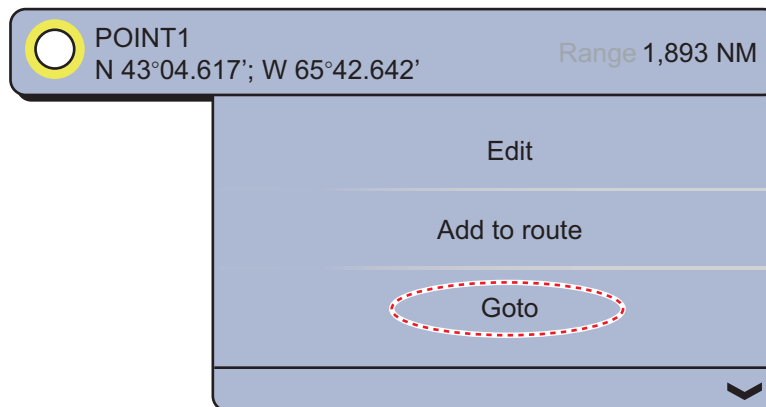 POINT1
N 43°04.617’; W 65°42.642’
Range 1,893 NM
Edit
Add to route
Goto